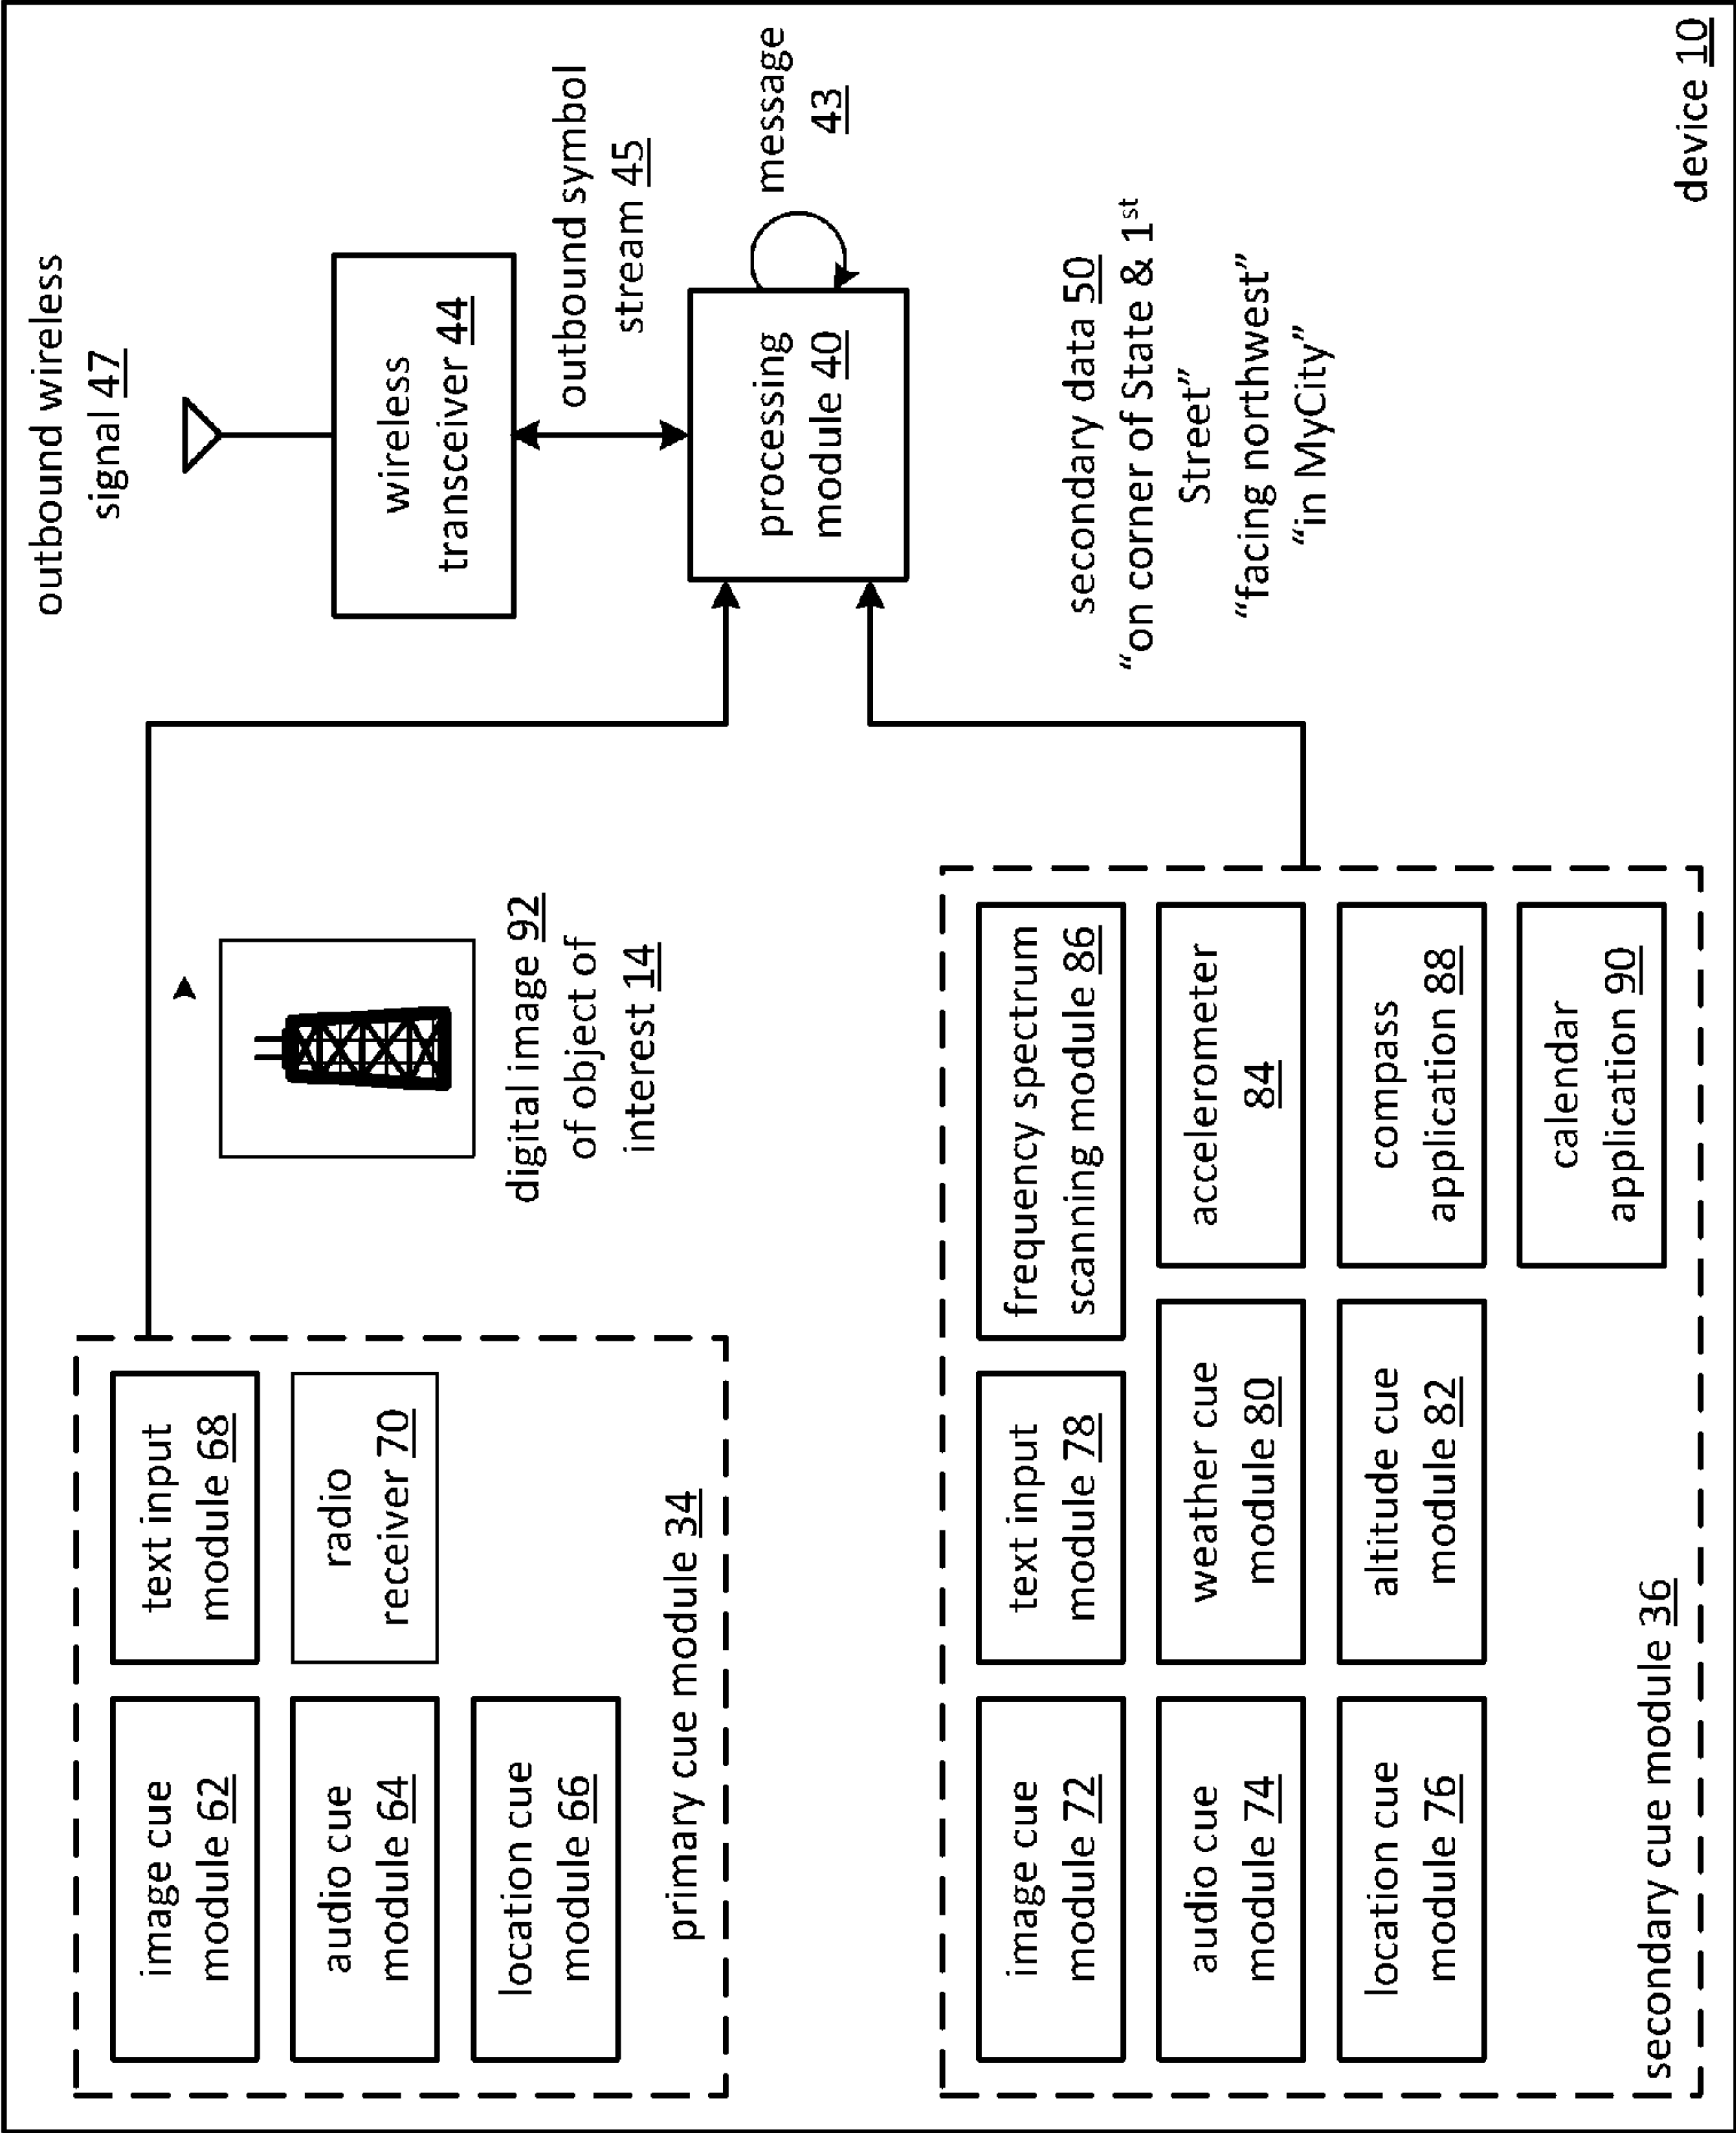 image cue
module 62
text input
module 68
audio cue
module 64
radio
receiver 70
location cue
module 66
primary cue module 34
digital image 92
of object of
interest 14
outbound wireless
signal 47
wireless
transceiver 44
outbound symbol
stream 45
processing
module 40
message
43
image cue
module 72
text input
module 78
frequency spectrum
scanning module 86
audio cue
module 74
weather cue
module 80
accelerometer
84
location cue
module 76
altitude cue
module 82
compass
application 88
calendar
application 90
secondary cue module 36
secondary data 50
“on corner of State & 1st
Street”
“facing northwest”
“in MyCity”
device 10